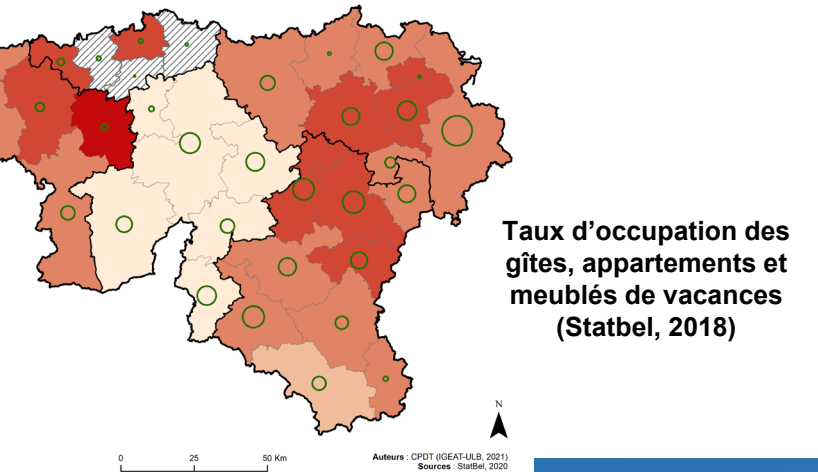 Taux d’occupation des
gîtes, appartements et
meublés de vacances
(Statbel, 2018)
N
0 25 50 Km
Auteurs : CPDT (IGEAT-ULB, 2021)
Sources : StatBel, 2020